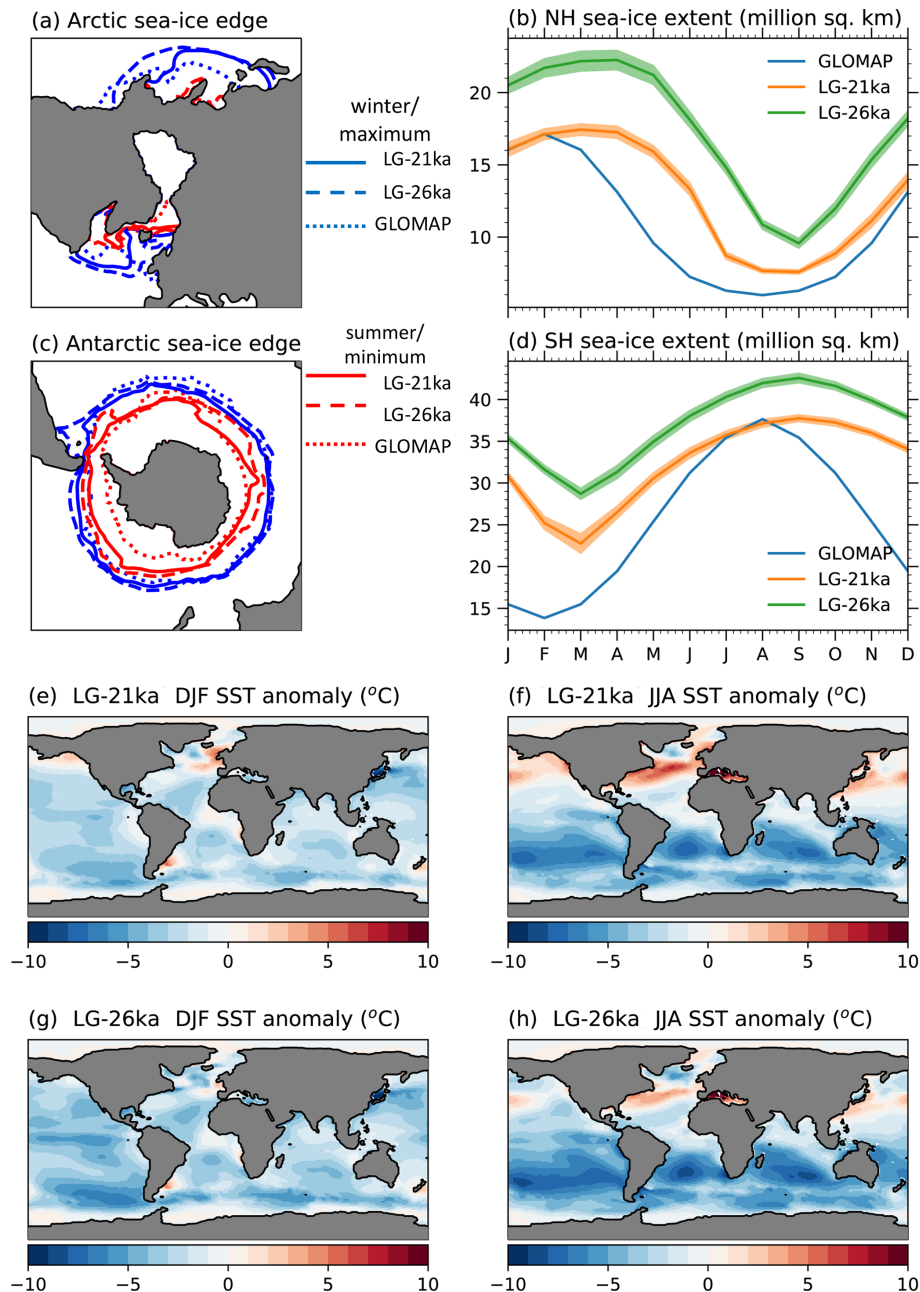 (a) Arctic sea-ice edge
winter/
maximum
LG-21ka
LG-26ka
GLOMAP
(b) NH sea-ice extent (million sq. km)
GLOMAP
LG-21ka
LG-26ka
20
15
10
(c) Antarctic sea-ice edge
summer/
minimum
LG-21ka
LG-26ka
GLOMAP
(d) SH sea-ice extent (million sq. km)
40
35
30
25
20
15
GLOMAP
LG-21ka
LG-26ka
J F M A M J J A S O N D
(e) LG-21ka DJF SST anomaly (°C)
−10 −5 0 5 10
(f) LG-21ka JJA SST anomaly (°C)
−10 −5 0 5 10
(g) LG-26ka DJF SST anomaly (°C)
−10 −5 0 5 10
(h) LG-26ka JJA SST anomaly (°C)
−10 −5 0 5 10